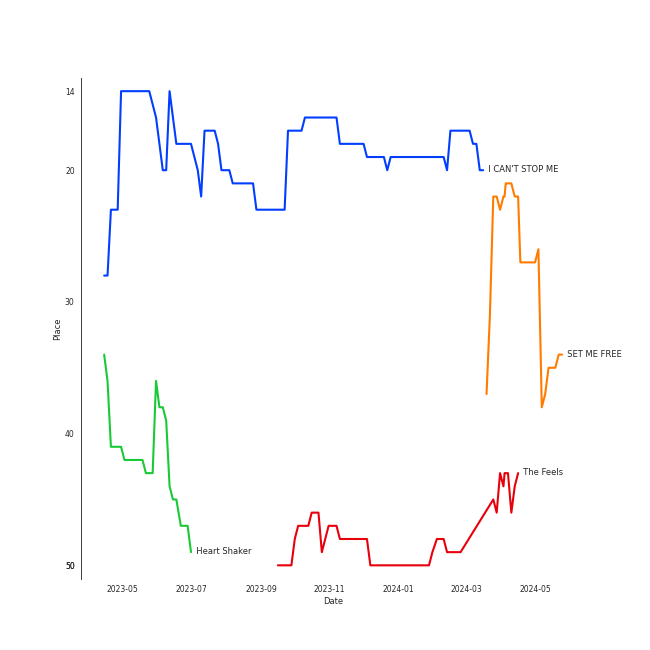 14
20
30
40
50
Place
I CAN'T STOP ME
SET ME FREE
The Feels
Heart Shaker
2023-05
2023-07
2023-09
2023-11
2024-01
2024-03
2024-05
Date